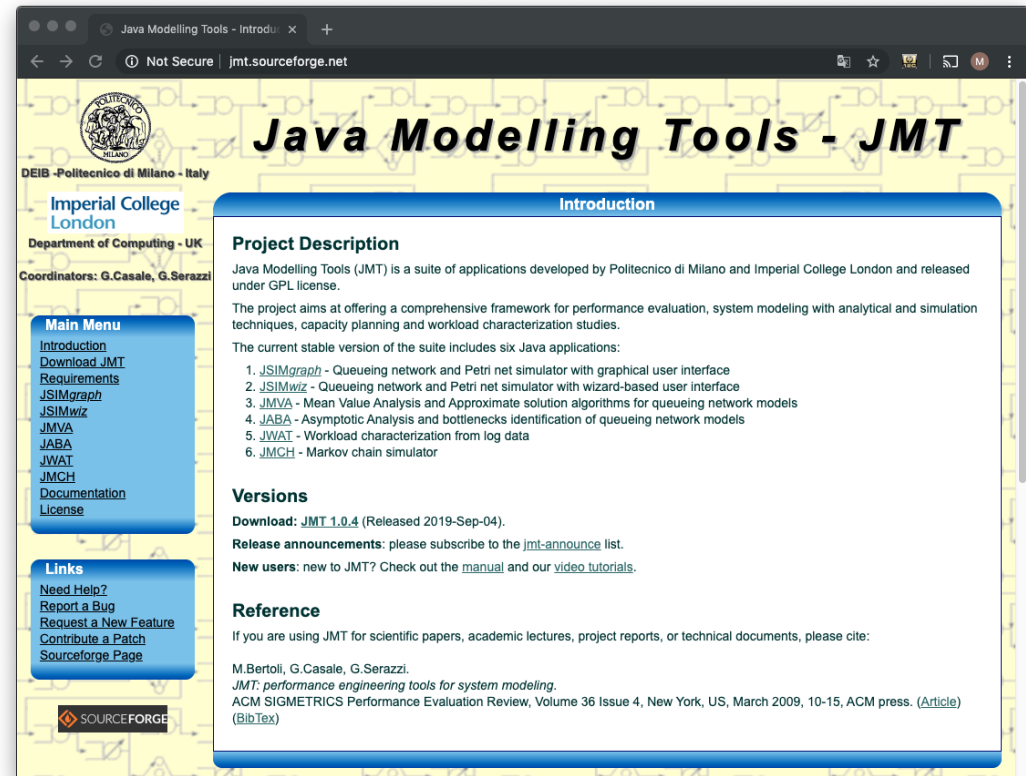 Java Modelling Tools - Introduc
Not Secure | jmt.sourceforge.net
M
POLITECNICO
MILANO
DEIB -Politecnico di Milano - Italy
Java Modelling Tools - JMT
Imperial College
London
Department of Computing - UK
Coordinators: G.Casale, G.Serazzi
Main Menu
Introduction
Download JMT
Requirements
JSIMgraph
JSIMwiz
JMVA
JABA
JWAT
JMCH
Documentation
License
Links
Need Help?
Report a Bug
Request a New Feature
Contribute a Patch
Sourceforge Page
SOURCEFORGE
Introduction
Project Description
Java Modelling Tools (JMT) is a suite of applications developed by Politecnico di Milano and Imperial College London and released
under GPL license.
The project aims at offering a comprehensive framework for performance evaluation, system modeling with analytical and simulation
techniques, capacity planning and workload characterization studies.
The current stable version of the suite includes six Java applications:
1. JSIMgraph - Queueing network and Petri net simulator with graphical user interface
2. JSIMwiz - Queueing network and Petri net simulator with wizard-based user interface
3. JMVA - Mean Value Analysis and Approximate solution algorithms for queueing network models
4. JABA - Asymptotic Analysis and bottlenecks identification of queueing network models
5. JWAT - Workload characterization from log data
6. JMCH - Markov chain simulator
Versions
Download: JMT 1.0.4 (Released 2019-Sep-04).
Release announcements: please subscribe to the jmt-announce list.
New users: new to JMT? Check out the manual and our video tutorials.
Reference
If you are using JMT for scientific papers, academic lectures, project reports, or technical documents, please cite:
M.Bertoli, G.Casale, G.Serazzi.
JMT: performance engineering tools for system modeling.
ACM SIGMETRICS Performance Evaluation Review, Volume 36 Issue 4, New York, US, March 2009, 10-15, ACM press. (Article)
(BibTex)